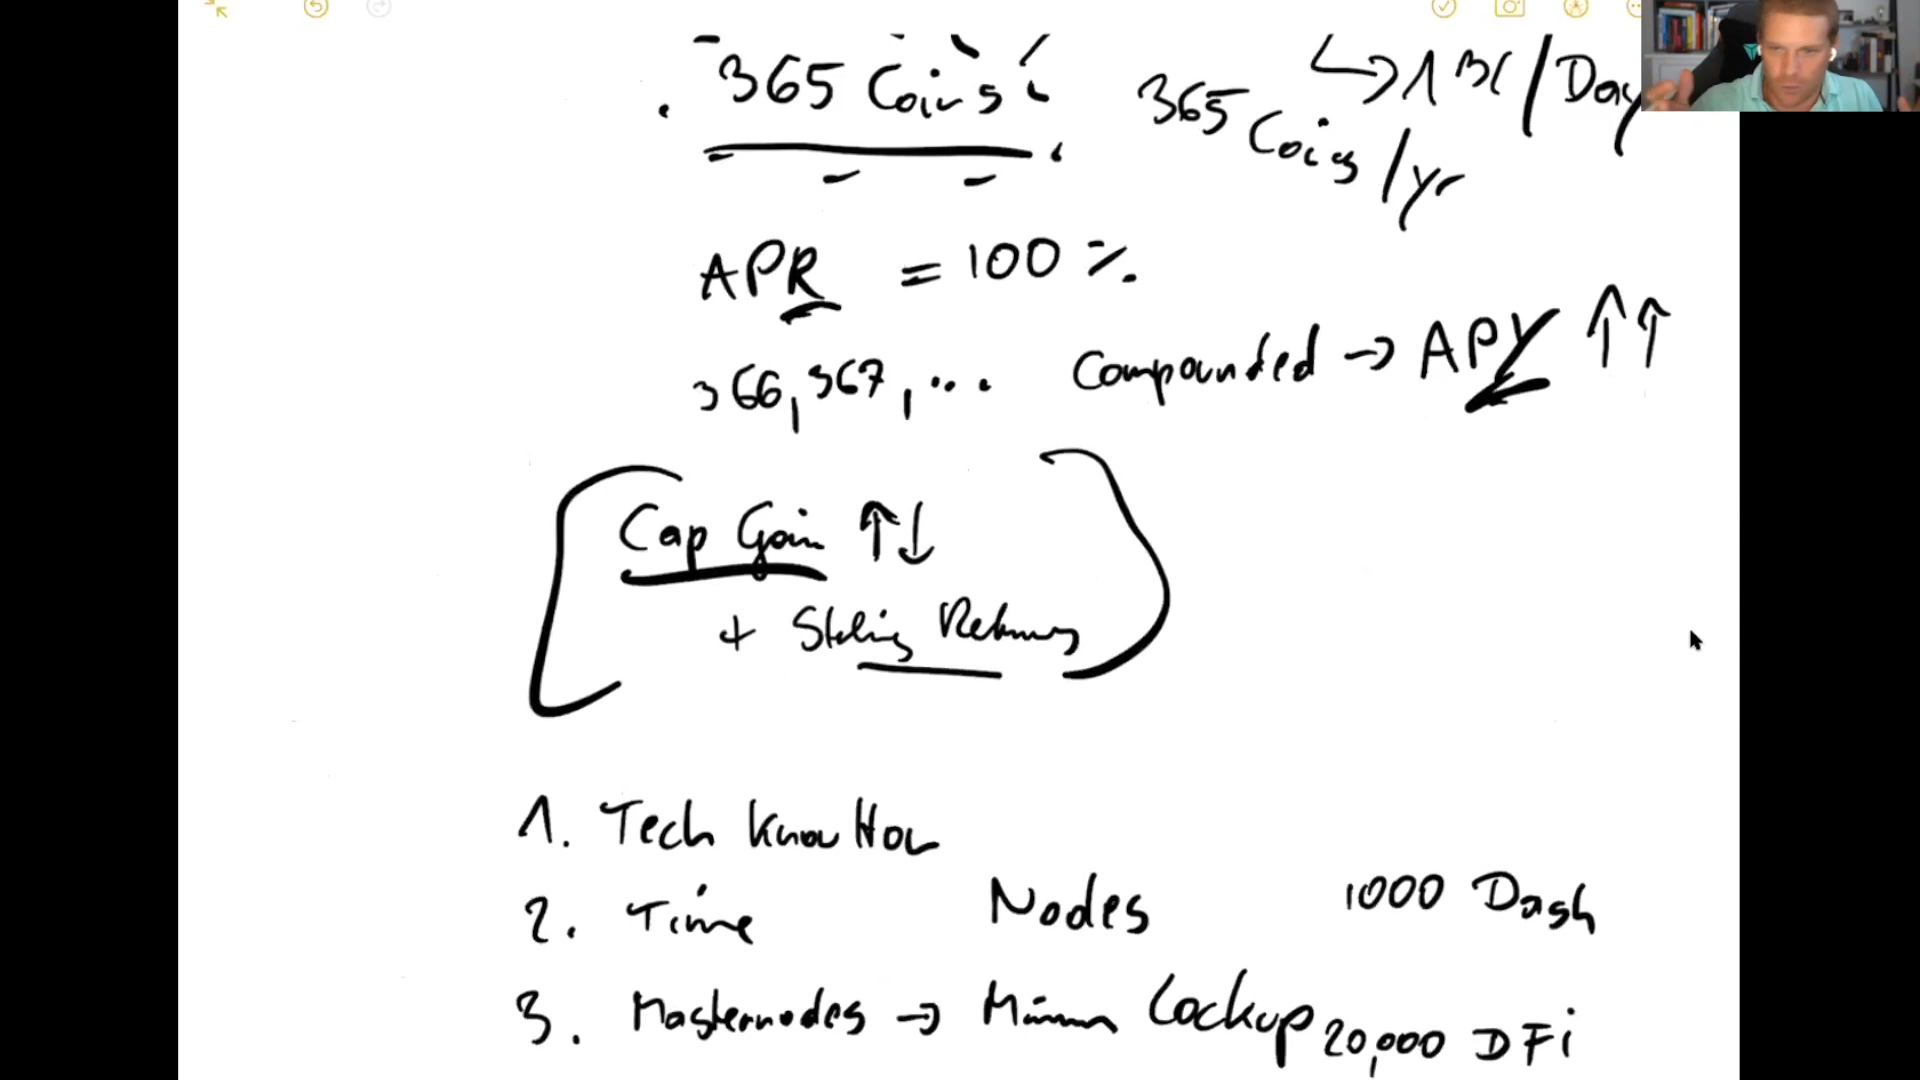 365 Coins
↳ 1 BC/Day
365 Coins/yr
APR = 100 %
366, 367, ... Compounded → APY ↑↑
Cap Gain ↑↓
+ Staking Returns
1. Tech Know How
2. Time
Nodes
1000 Dash
3. Masternodes → Minimum Lockup
20,000 DFi